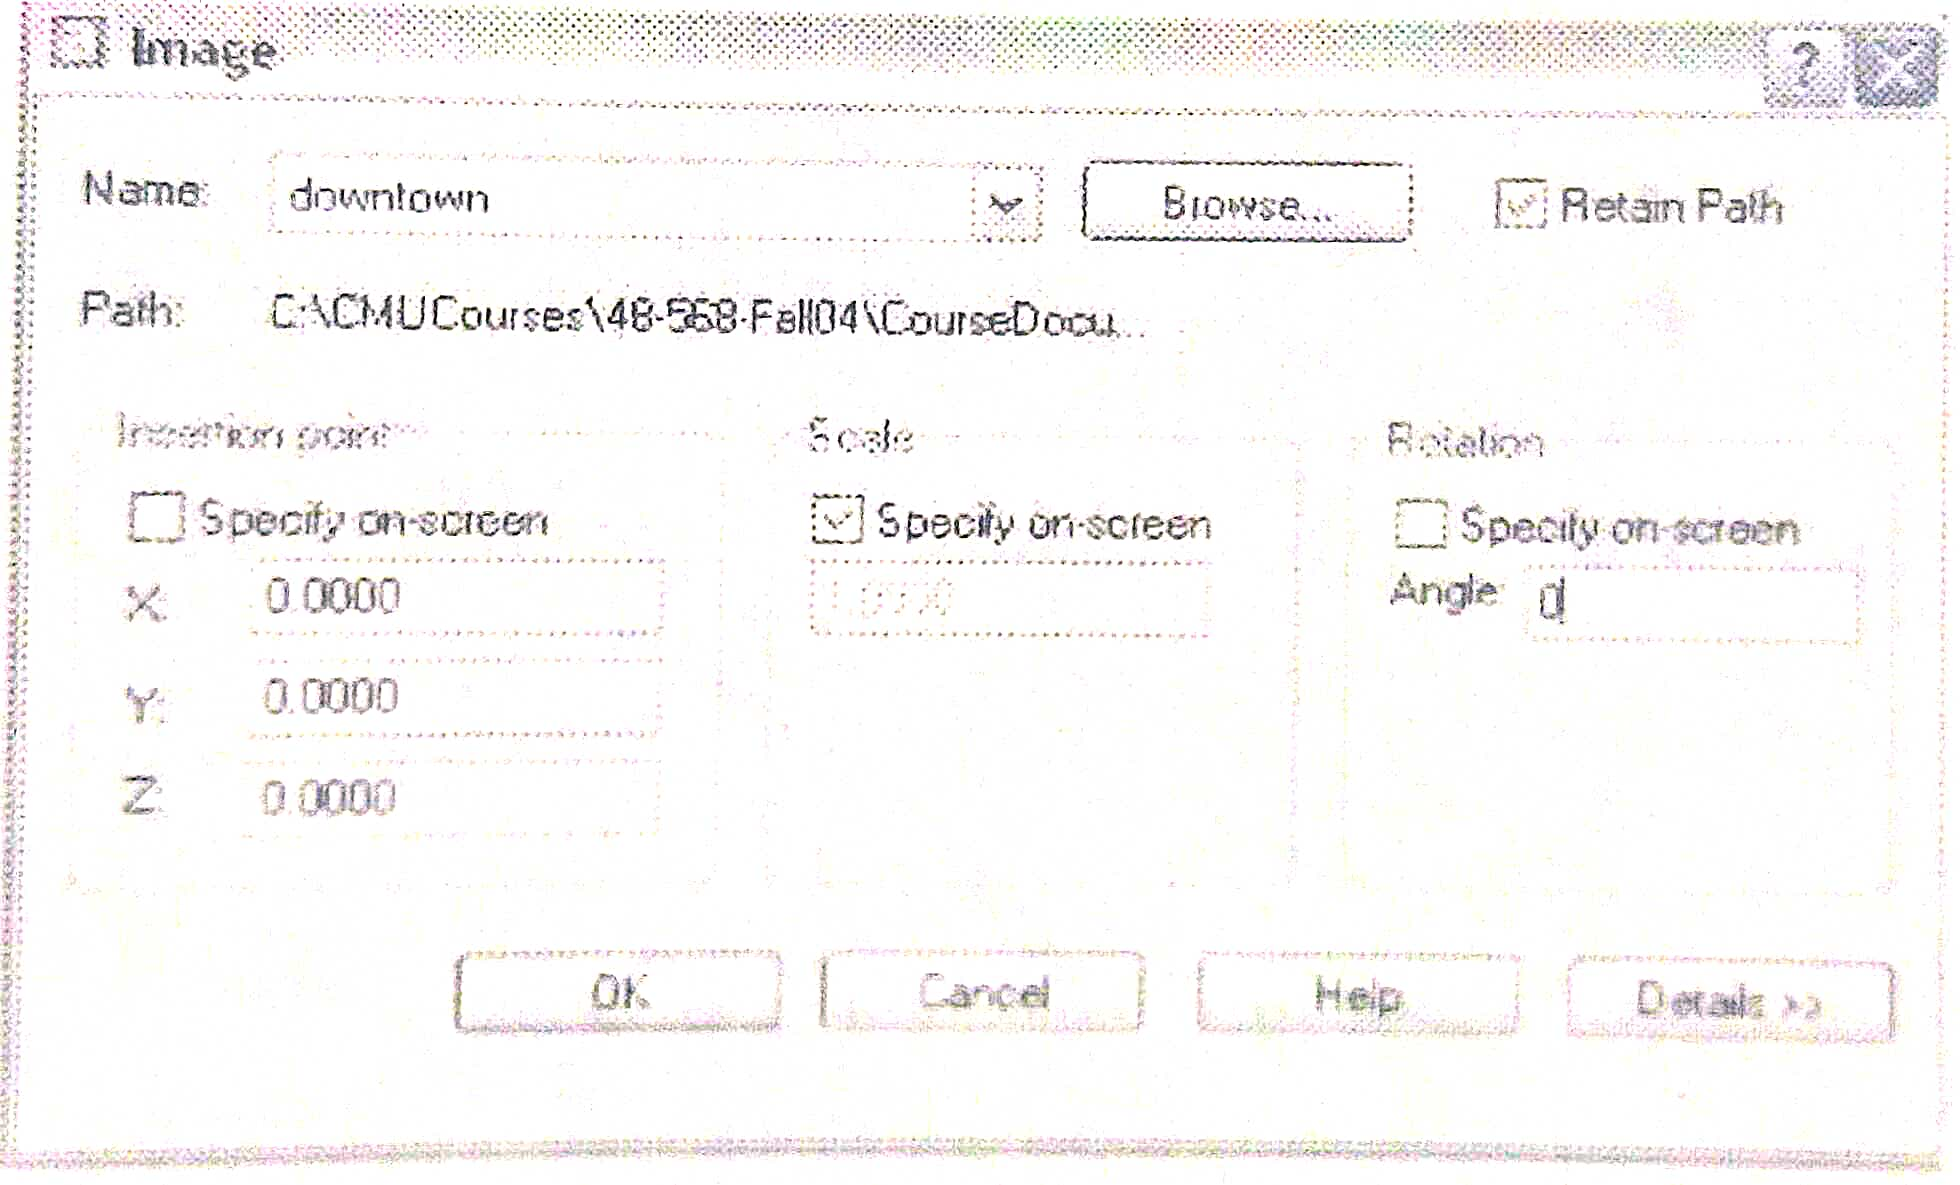 Image
Name: downtown Browse... Retain Path
Path: C:\CMUCourses\48-568-Fall04\CourseDocu...
Insertion point Scale Rotation
Specify on-screen Specify on-screen Specify on-screen
X: 0.0000 Angle: 0
Y: 0.0000
Z: 0.0000
OK Cancel Help Details >>